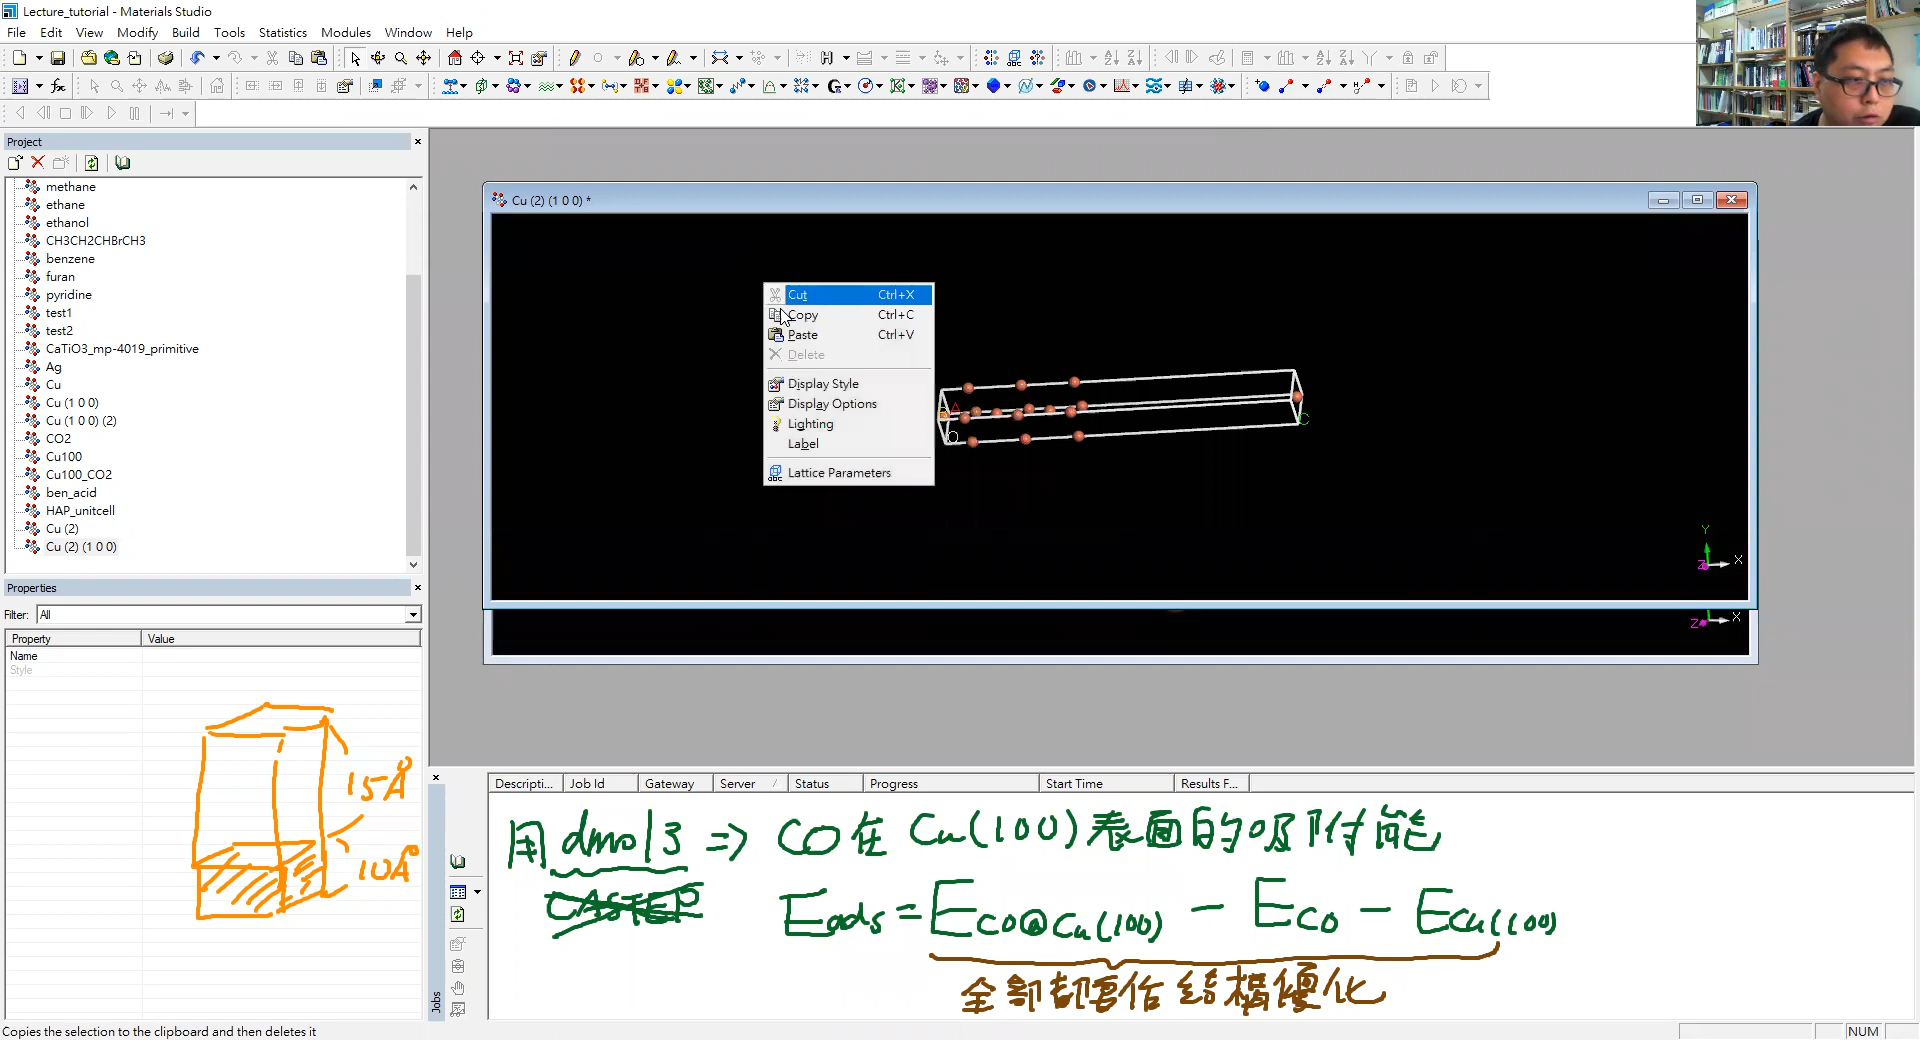 Lecture_tutorial - Materials Studio
File Edit View Modify Build Tools Statistics Modules Window Help
Project
methane
ethane
ethanol
CH3CH2CHBrCH3
benzene
furan
pyridine
test1
test2
CaTiO3_mp-4019_primitive
Ag
Cu
Cu (1 0 0)
Cu (1 0 0) (2)
CO2
Cu100
Cu100_CO2
ben_acid
HAP_unitcell
Cu (2)
Cu (2) (1 0 0)
Properties
Filter: All
Property Value
Name
Style
15Å
10Å
Cu (2) (1 0 0) *
Cut Ctrl+X
Copy Ctrl+C
Paste Ctrl+V
Delete
Display Style
Display Options
Lighting
Label
Lattice Parameters
A
O
C
Y
X
Z
X
Z
Descripti... Job Id Gateway Server / Status Progress Start Time Results F...
Jobs
用dmol3 => CO在Cu(100)表面的吸附能
CASTEP
Eads = ECO@Cu(100) - ECO - ECu(100)
全部都要作結構優化
Copies the selection to the clipboard and then deletes it
NUM